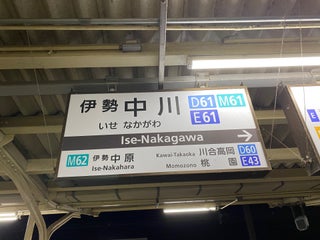 伊勢中川 D61 M61
いせ なかがわ E61
Ise-Nakagawa →
M62 伊勢中原 Kawai-Takaoka 川合高岡 D60
Ise-Nakahara Momozono 桃園 E43